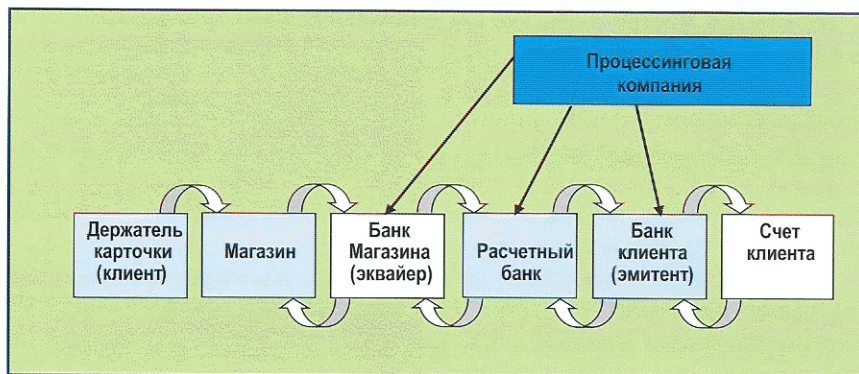 Процессинговая
компания
Держатель
карточки
(клиент)
Магазин
Банк
Магазина
(эквайер)
Расчетный
банк
Банк
клиента
(эмитент)
Счет
клиента